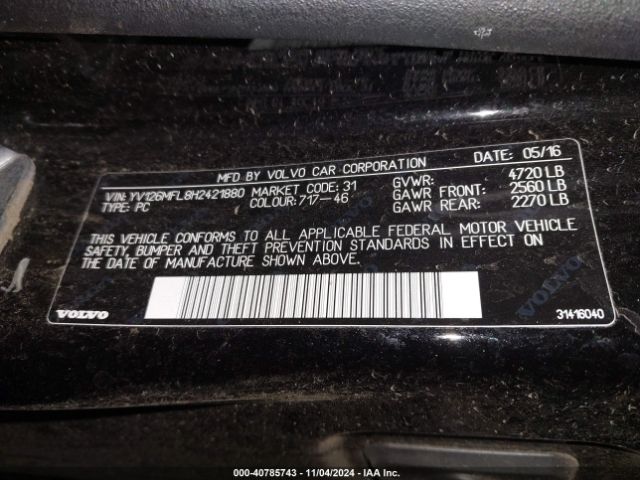 MFD BY VOLVO CAR CORPORATION DATE: 05/16
VIN: YV126MFL8H2421880 MARKET CODE: 31 GVWR: 4720 LB
TYPE: PC COLOUR: 717-46 GAWR FRONT: 2560 LB
GAWR REAR: 2270 LB
THIS VEHICLE CONFORMS TO ALL APPLICABLE FEDERAL MOTOR VEHICLE
SAFETY, BUMPER AND THEFT PREVENTION STANDARDS IN EFFECT ON
THE DATE OF MANUFACTURE SHOWN ABOVE.
VOLVO
VOLVO
31416040
000-40785743 - 11/04/2024 - IAA Inc.